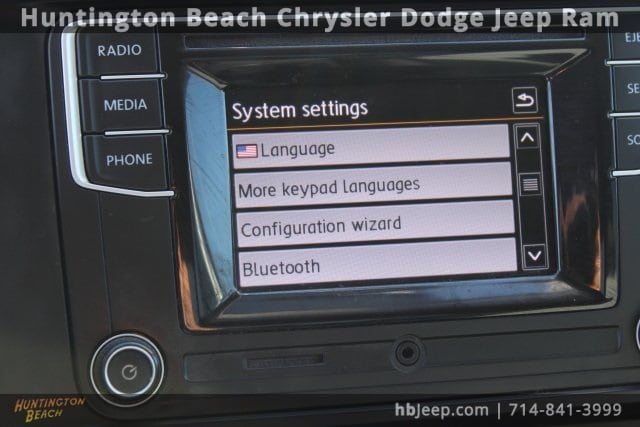 Huntington Beach Chrysler Dodge Jeep Ram
RADIO
MEDIA
PHONE
System settings
Language
More keypad languages
Configuration wizard
Bluetooth
HUNTINGTON
BEACH
hbjeep.com | 714-841-3999